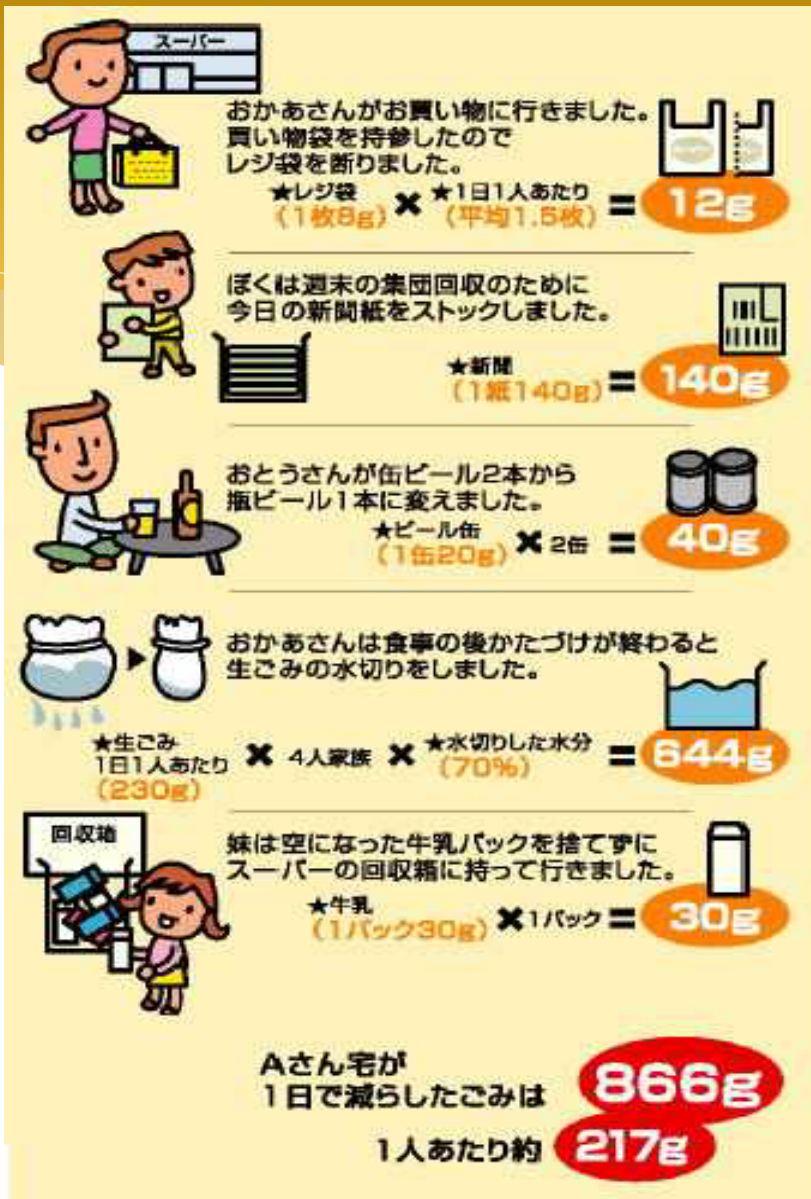 スーパー
おかあさんがお買い物に行きました。
買い物袋を持参したので
レジ袋を断りました。
★レジ袋
(1枚8g)
×
★1日1人あたり
(平均1.5枚)
=
12g
ぼくは週末の集団回収のために
今日の新聞紙をストックしました。
★新聞
(1紙140g)
=
140g
おとうさんが缶ビール2本から
瓶ビール1本に変えました。
★ビール缶
(1缶20g)
×
2缶
=
40g
おかあさんは食事の後かたづけが終わると
生ごみの水切りをしました。
★生ごみ
1日1人あたり
(230g)
×
4人家族
×
★水切りした水分
(70%)
=
644g
回収箱
妹は空になった牛乳パックを捨てずに
スーパーの回収箱に持って行きました。
★牛乳
(1パック30g)
×1パック
=
30g
Aさん宅が
1日で減らしたごみは
866g
1人あたり約
217g